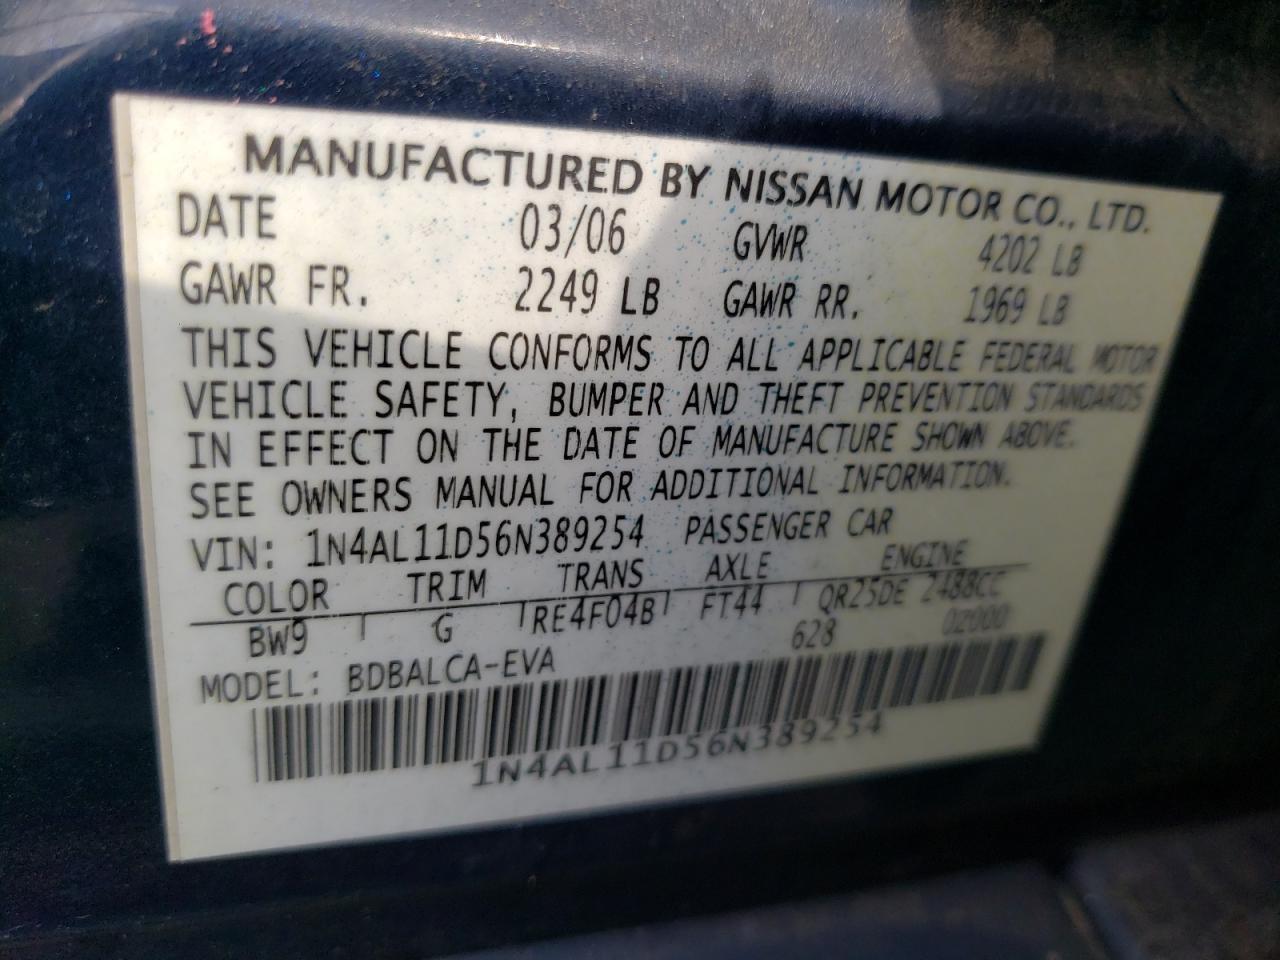 MANUFACTURED BY NISSAN MOTOR CO., LTD.
DATE 03/06 GVWR 4202 LB
GAWR FR. 2249 LB GAWR RR. 1969 LB
THIS VEHICLE CONFORMS TO ALL APPLICABLE FEDERAL MOTOR
VEHICLE SAFETY, BUMPER AND THEFT PREVENTION STANDARDS
IN EFFECT ON THE DATE OF MANUFACTURE SHOWN ABOVE.
SEE OWNERS MANUAL FOR ADDITIONAL INFORMATION.
VIN: 1N4AL11D56N389254 PASSENGER CAR
COLOR TRIM TRANS AXLE ENGINE
BW9 G RE4F04B FT44 QR25DE 2488CC
628 0Z000
MODEL: BDBALCA-EVA
1N4AL11D56N389254